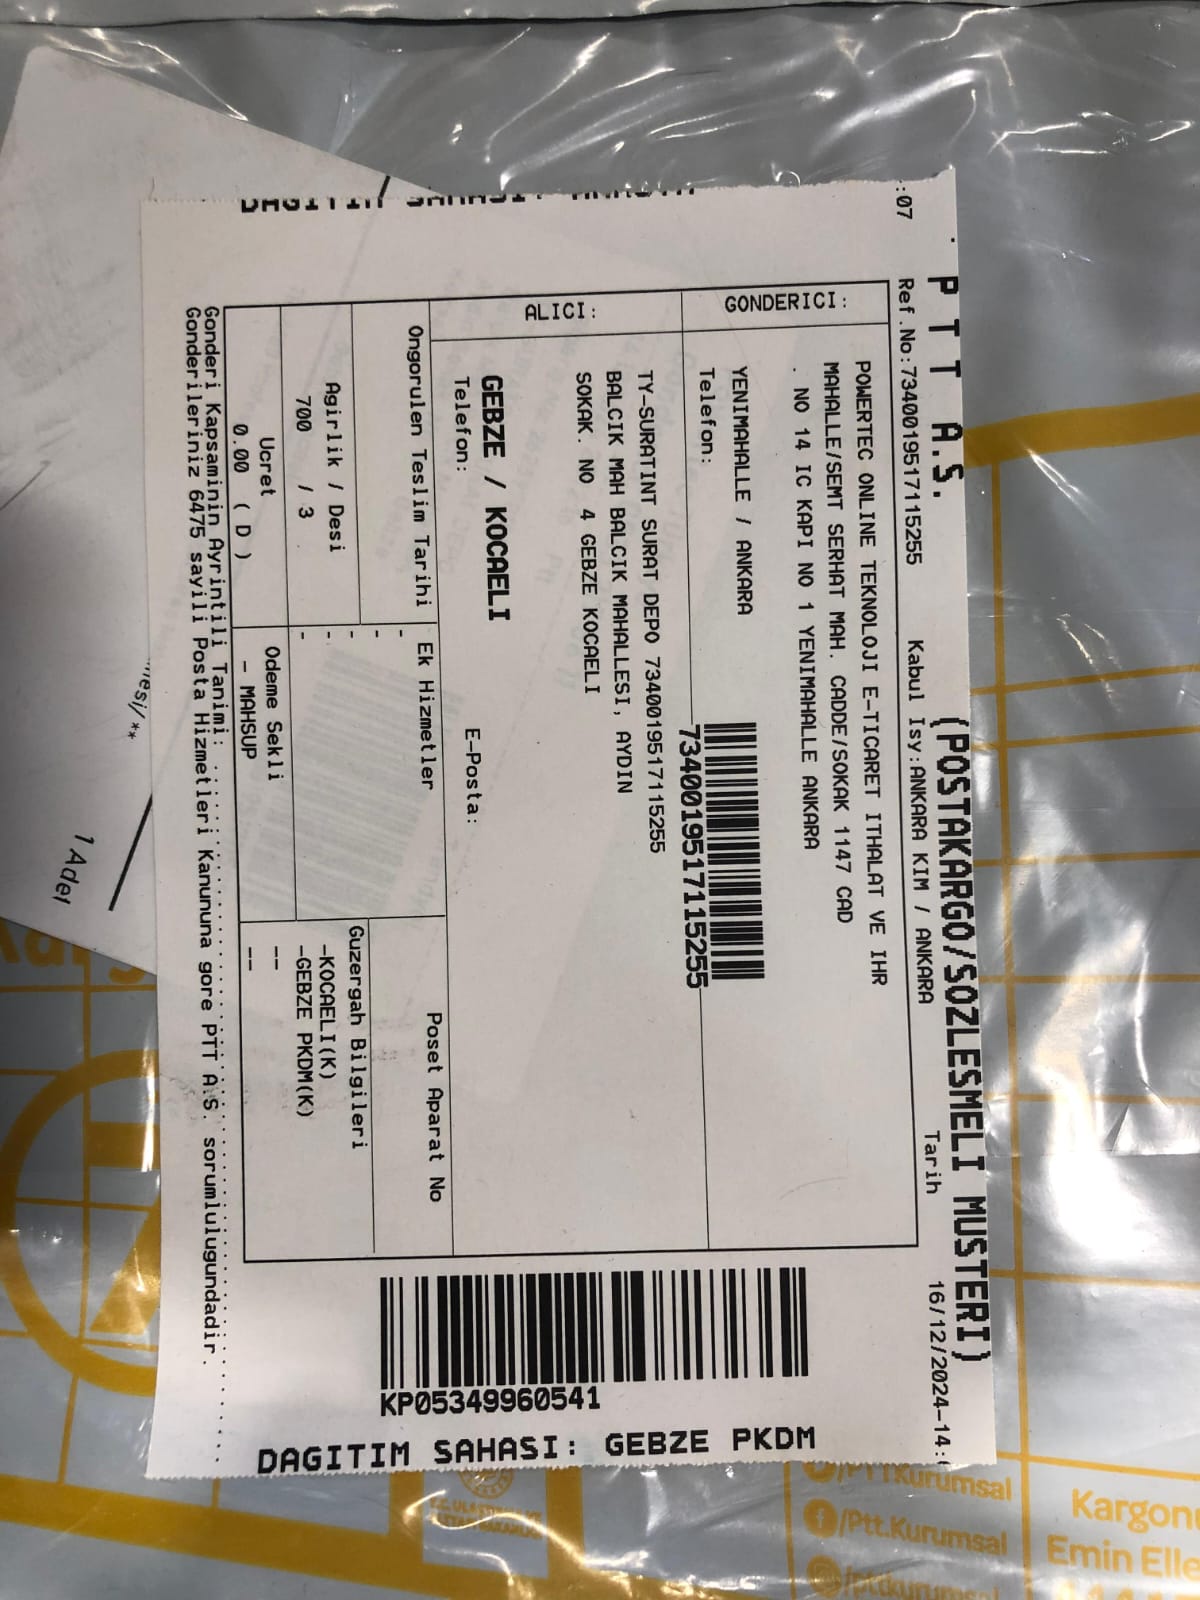 P T T A.S. (POSTAKARGO/SOZLESMELI MUSTERI)
:07 Ref.No:7340019517115255 Kabul Isy:ANKARA KIM / ANKARA Tarih 16/12/2024-14:
GONDERICI:
POWERTEC ONLINE TEKNOLOJI E-TICARET ITHALAT VE IHR
MAHALLE/SEMT SERHAT MAH. CADDE/SOKAK 1147 CAD
. NO 14 IC KAPI NO 1 YENIMAHALLE ANKARA
YENIMAHALLE / ANKARA
Telefon:
7340019517115255
ALICI:
TY-SURATINT SURAT DEPO 7340019517115255
BALCIK MAH BALCIK MAHALLESI, AYDIN
SOKAK. NO 4 GEBZE KOCAELI
GEBZE / KOCAELI
Telefon: E-Posta:
Ongorulen Teslim Tarihi Ek Hizmetler Poset Aparat No
-
-
-
-
Agirlik / Desi
700 / 3
Guzergah Bilgileri
-KOCAELI(K)
-GEBZE PKDM(K)
--
--
Ucret Odeme Sekli
0.00 ( D ) - MAHSUP
Gonderi Kapsaminin Ayrintili Tanimi:
Gonderileriniz 6475 sayili Posta Hizmetleri Kanununa gore PTT A.S. sorumlulugundadir.
KP05349960541
DAGITIM SAHASI: GEBZE PKDM
1 Adet
/PTTKurumsal
/Ptt.Kurumsal
/pttkurumsal
Emin Elle